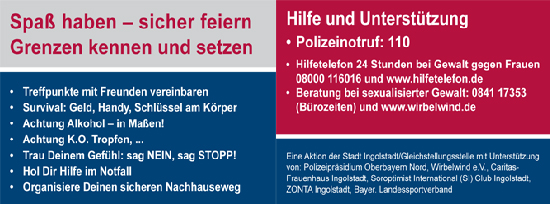 Spaß haben – sicher feiern
Grenzen kennen und setzen
• Treffpunkte mit Freunden vereinbaren
• Survival: Geld, Handy, Schlüssel am Körper
• Achtung Alkohol – in Maßen!
• Achtung K.O. Tropfen, ...
• Trau Deinem Gefühl: sag NEIN, sag STOPP!
• Hol Dir Hilfe im Notfall
• Organisiere Deinen sicheren Nachhauseweg
Hilfe und Unterstützung
• Polizeinotruf: 110
• Hilfetelefon 24 Stunden bei Gewalt gegen Frauen
08000 116016 und www.hilfetelefon.de
• Beratung bei sexualisierter Gewalt: 0841 17353
(Bürozeiten) und www.wirbelwind.de
Eine Aktion der Stadt Ingolstadt/Gleichstellungsstelle mit Unterstützung
von: Polizeipräsidium Oberbayern Nord, Wirbelwind e.V., Caritas-
Frauenhaus Ingolstadt, Soroptimist International (SI) Club Ingolstadt,
ZONTA Ingolstadt, Bayer. Landessportverband